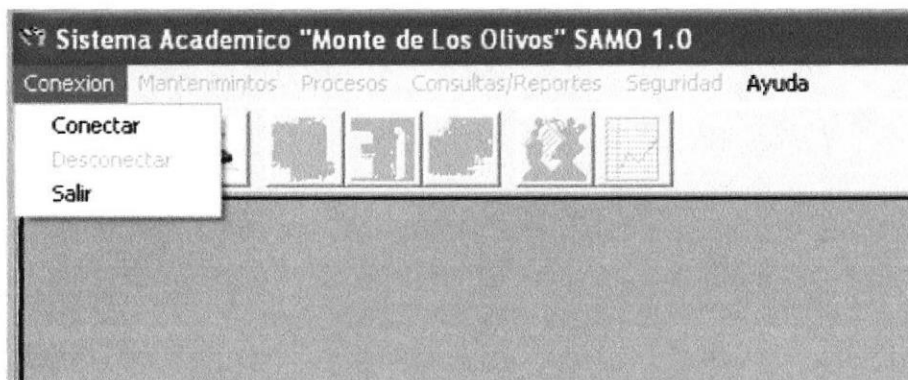 Sistema Academico "Monte de Los Olivos" SAMO 1.0
Conexion Mantenimintos Procesos Consultas/Reportes Seguridad Ayuda
Conectar
Desconectar
Salir